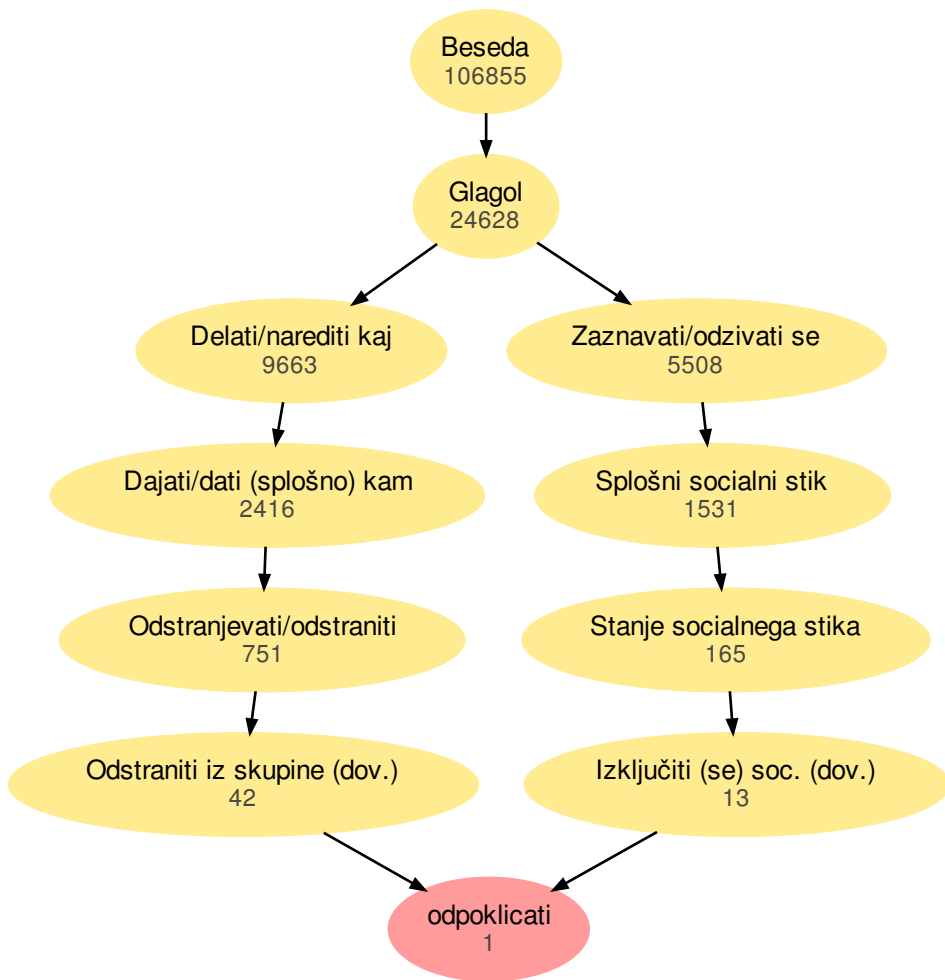 Beseda
106855
Glagol
24628
Delati/narediti kaj
9663
Zaznavati/odzivati se
5508
Dajati/dati (splošno) kam
2416
Splošni socialni stik
1531
Odstranjevati/odstraniti
751
Stanje socialnega stika
165
Odstraniti iz skupine (dov.)
42
Izključiti (se) soc. (dov.)
13
odpoklicati
1